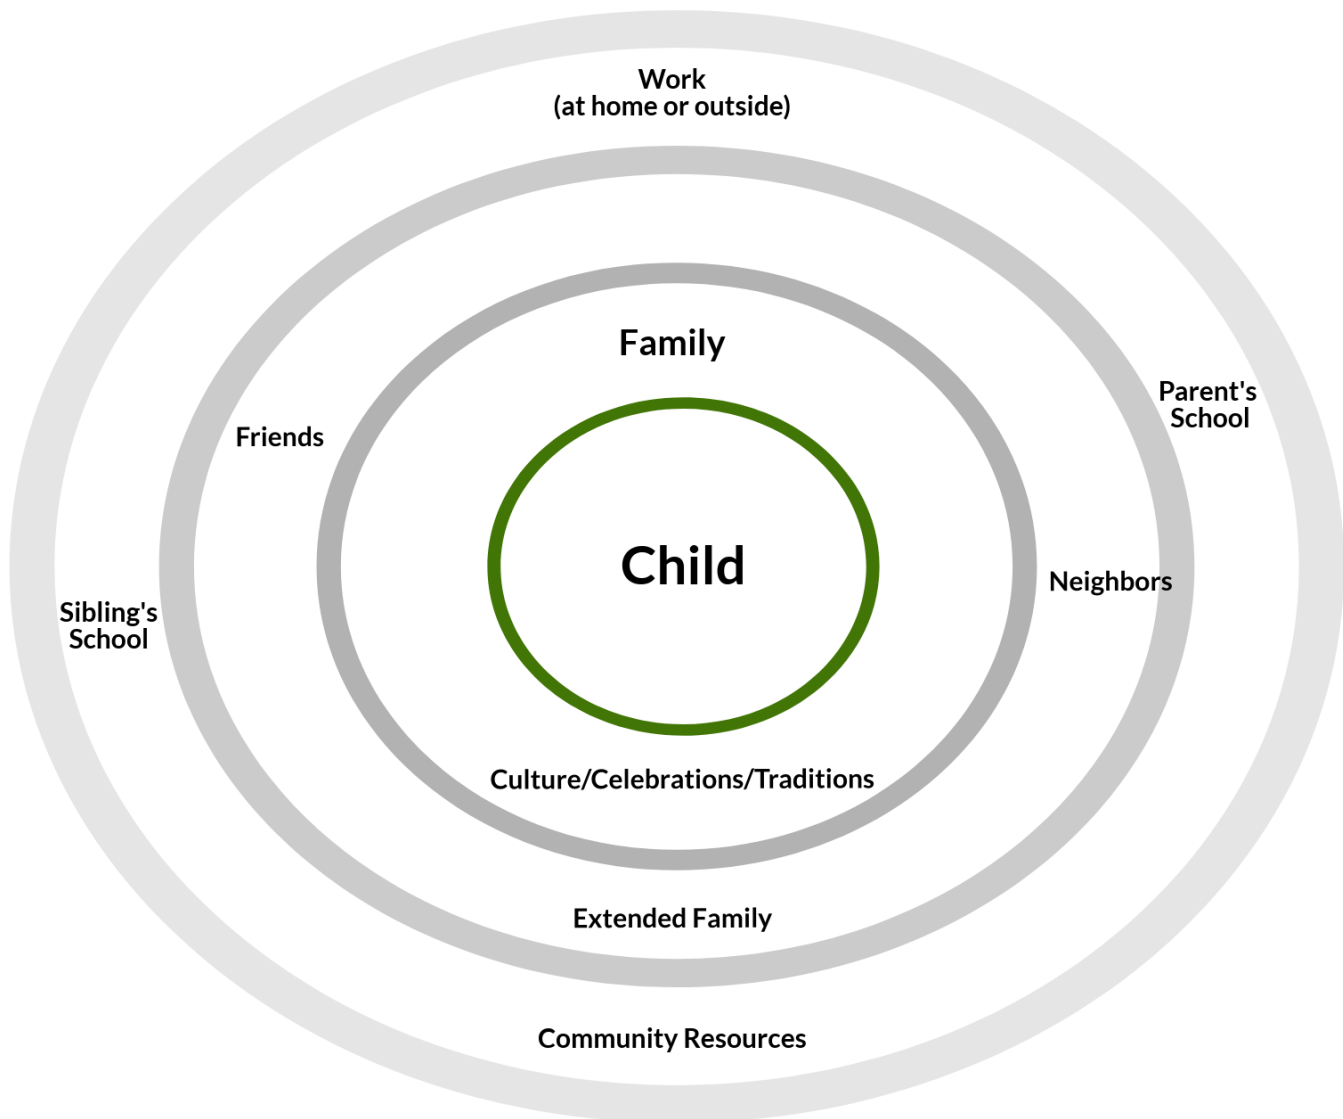 Work
(at home or outside)
Family
Parent's
School
Friends
Child
Neighbors
Sibling's
School
Culture/Celebrations/Traditions
Extended Family
Community Resources